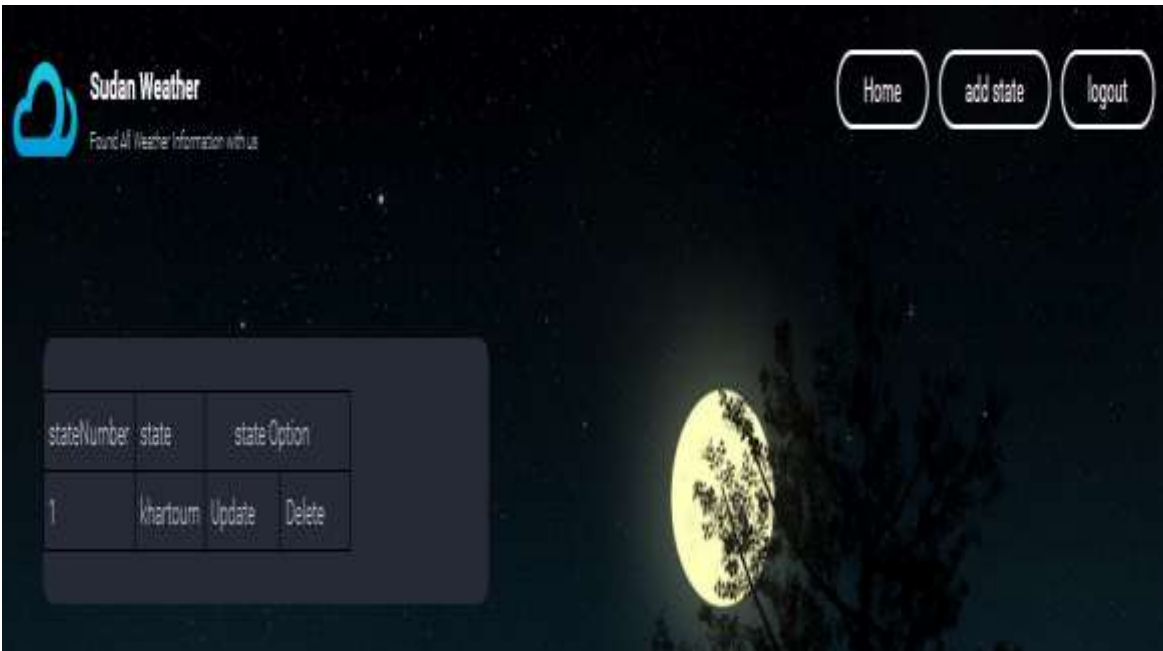 Sudan Weather
Found All Weather Information with us
Home
add state
logout
stateNumber state state Option
1 khartoum Update Delete